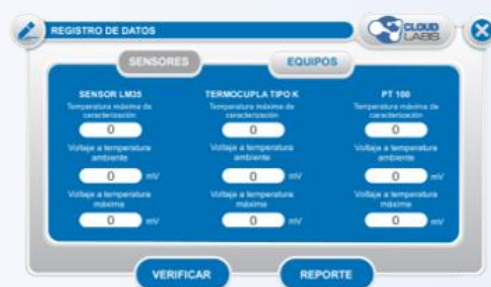 REGISTRO DE DATOS
CLOUD
LABS
SENSORES
EQUIPOS
SENSOR LM35
TERMOCUPLA TIPO K
PT 100
Temperatura máxima de
caracterización
Temperatura máxima de
caracterización
Temperatura máxima de
caracterización
0
0
0
Voltaje a temperatura
ambiente
Voltaje a temperatura
ambiente
Voltaje a temperatura
ambiente
0 mV
0 mV
0 mV
Voltaje a temperatura
máxima
Voltaje a temperatura
máxima
Voltaje a temperatura
máxima
0 mV
0 mV
0 mV
VERIFICAR
REPORTE